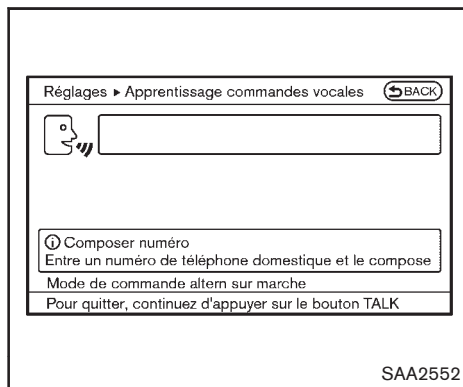 Réglages ▶ Apprentissage commandes vocales BACK
Composer numéro
Entre un numéro de téléphone domestique et le compose
Mode de commande altern sur marche
Pour quitter, continuez d'appuyer sur le bouton TALK
SAA2552